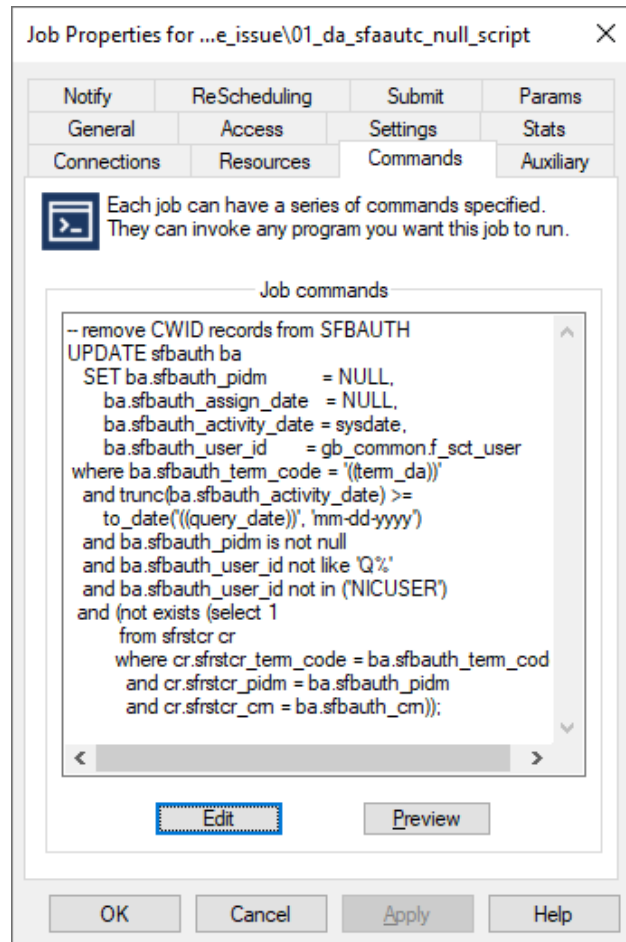 Job Properties for ...e_issue\01_da_sfaautc_null_script
Notify ReScheduling Submit Params
General Access Settings Stats
Connections Resources Commands Auxiliary
Each job can have a series of commands specified.
They can invoke any program you want this job to run.
Job commands
-- remove CWID records from SFBAUTH
UPDATE sfbauth ba
SET ba.sfbauth_pidm = NULL,
ba.sfbauth_assign_date = NULL,
ba.sfbauth_activity_date = sysdate,
ba.sfbauth_user_id = gb_common.f_sct_user
where ba.sfbauth_term_code = '((term_da))'
and trunc(ba.sfbauth_activity_date) >=
to_date('((query_date))', 'mm-dd-yyyy')
and ba.sfbauth_pidm is not null
and ba.sfbauth_user_id not like 'Q%'
and ba.sfbauth_user_id not in ('NICUSER')
and (not exists (select 1
from sfrstcr cr
where cr.sfrstcr_term_code = ba.sfbauth_term_cod
and cr.sfrstcr_pidm = ba.sfbauth_pidm
and cr.sfrstcr_crn = ba.sfbauth_crn));
Edit Preview
OK Cancel Apply Help